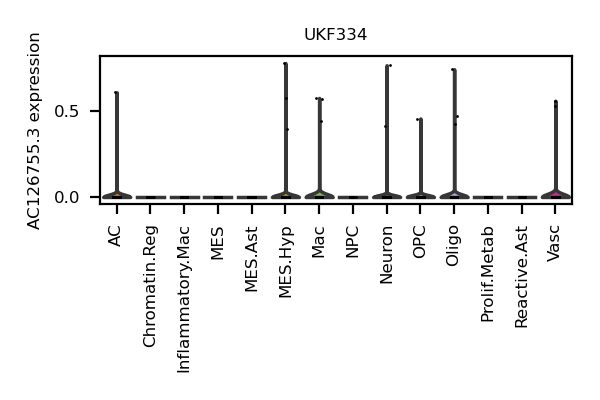 UKF334
AC126755.3 expression
0.5
0.0
AC
Chromatin.Reg
Inflammatory.Mac
MES
MES.Ast
MES.Hyp
Mac
NPC
Neuron
OPC
Oligo
Prolif.Metab
Reactive.Ast
Vasc